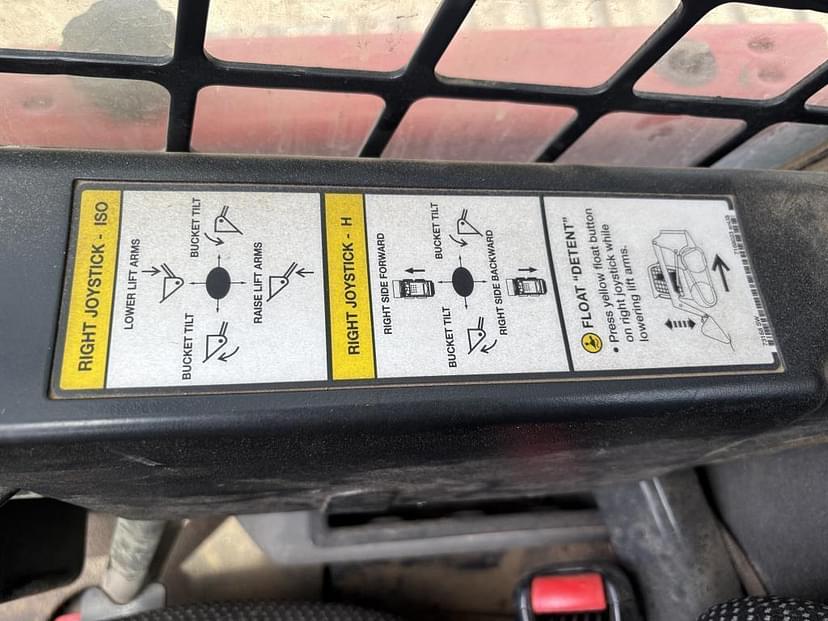 RIGHT JOYSTICK - ISO
LOWER LIFT ARMS
BUCKET TILT
BUCKET TILT
RAISE LIFT ARMS
RIGHT JOYSTICK - H
RIGHT SIDE FORWARD
BUCKET TILT
BUCKET TILT
RIGHT SIDE BACKWARD
FLOAT "DETENT"
• Press yellow float button
on right joystick while
lowering lift arms.